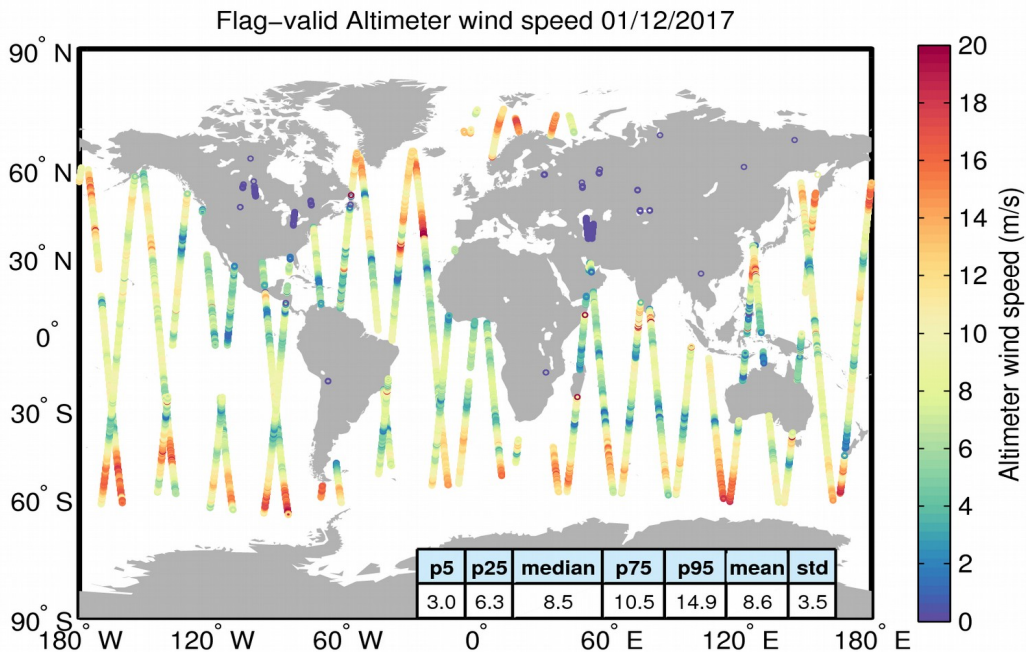 Flag−valid Altimeter wind speed 01/12/2017
90° N
60° N
30° N
0°
30° S
60° S
90° S
180° W
120° W
60° W
0°
60° E
120° E
180° E
p5 p25 median p75 p95 mean std
3.0 6.3 8.5 10.5 14.9 8.6 3.5
20
18
16
14
12
10
8
6
4
2
0
Altimeter wind speed (m/s)